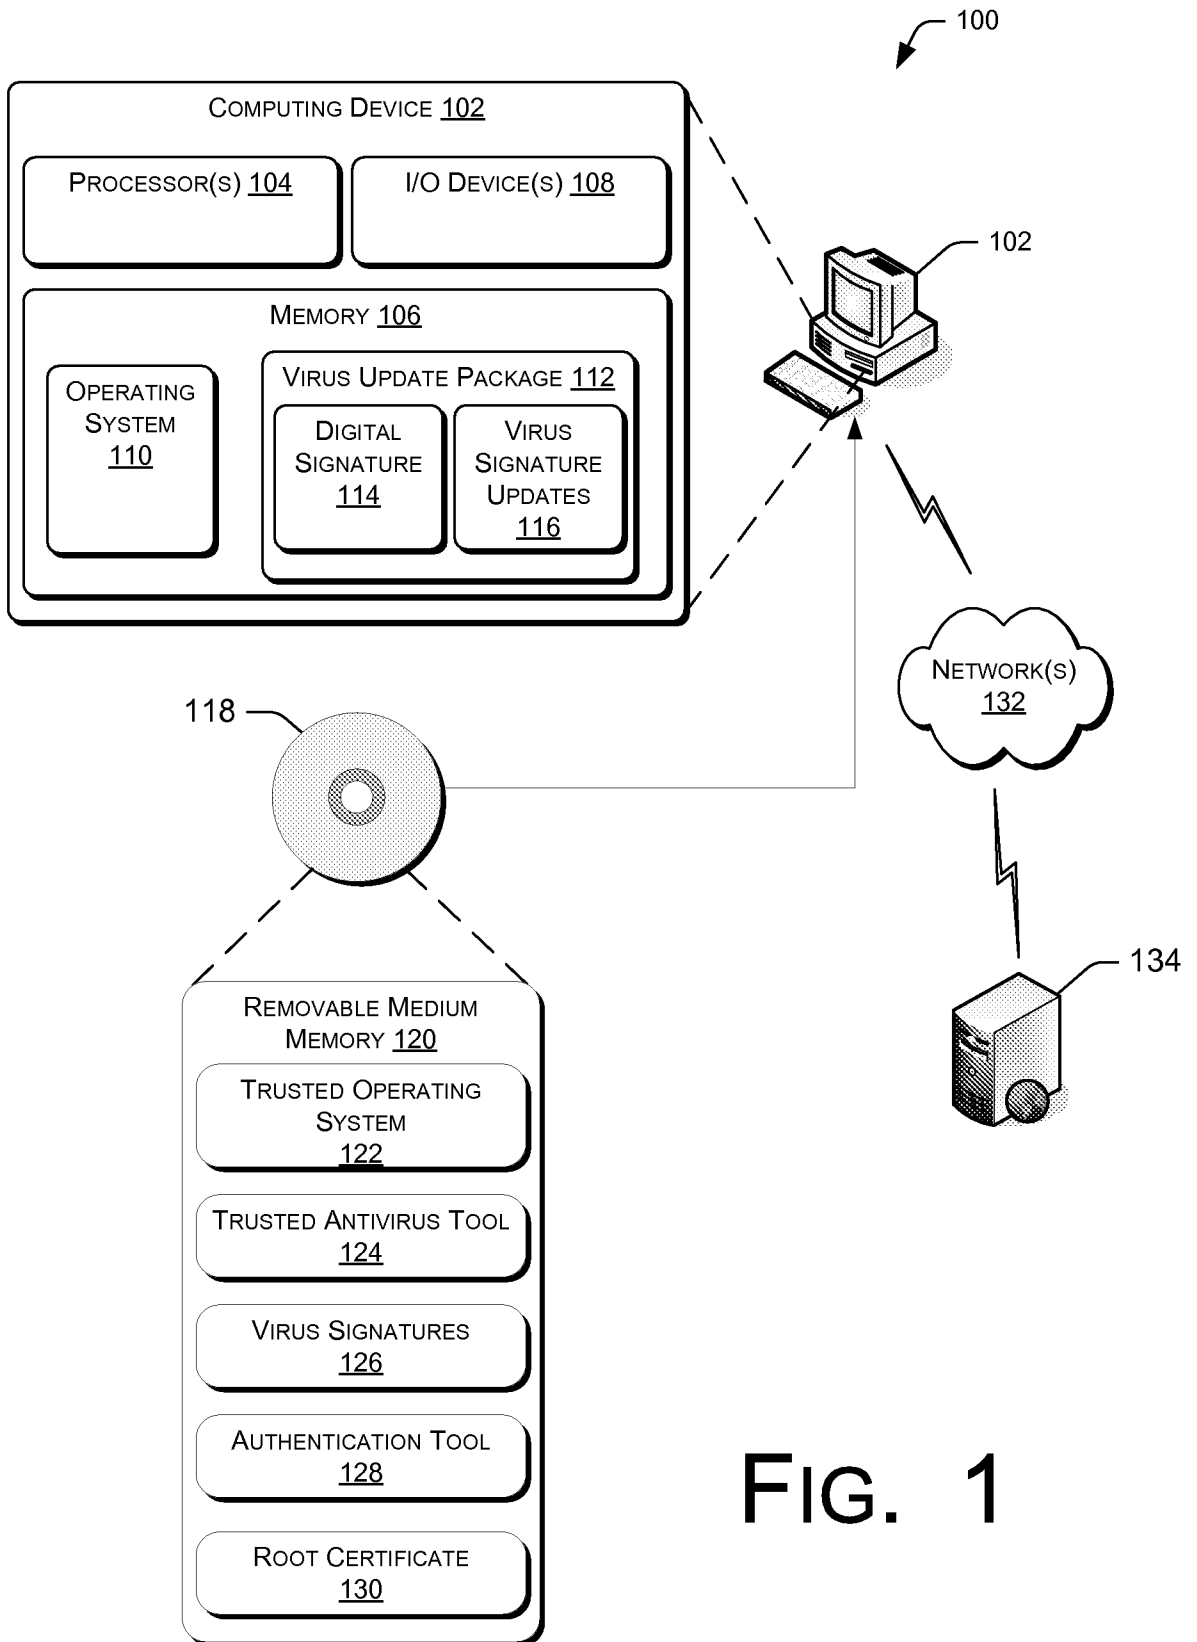 100
COMPUTING DEVICE 102
PROCESSOR(S) 104
I/O DEVICE(S) 108
102
MEMORY 106
OPERATING
SYSTEM
110
VIRUS UPDATE PACKAGE 112
DIGITAL
SIGNATURE
114
VIRUS
SIGNATURE
UPDATES
116
NETWORK(S)
132
118
134
REMOVABLE MEDIUM
MEMORY 120
TRUSTED OPERATING
SYSTEM
122
TRUSTED ANTIVIRUS TOOL
124
VIRUS SIGNATURES
126
AUTHENTICATION TOOL
128
ROOT CERTIFICATE
130
FIG. 1